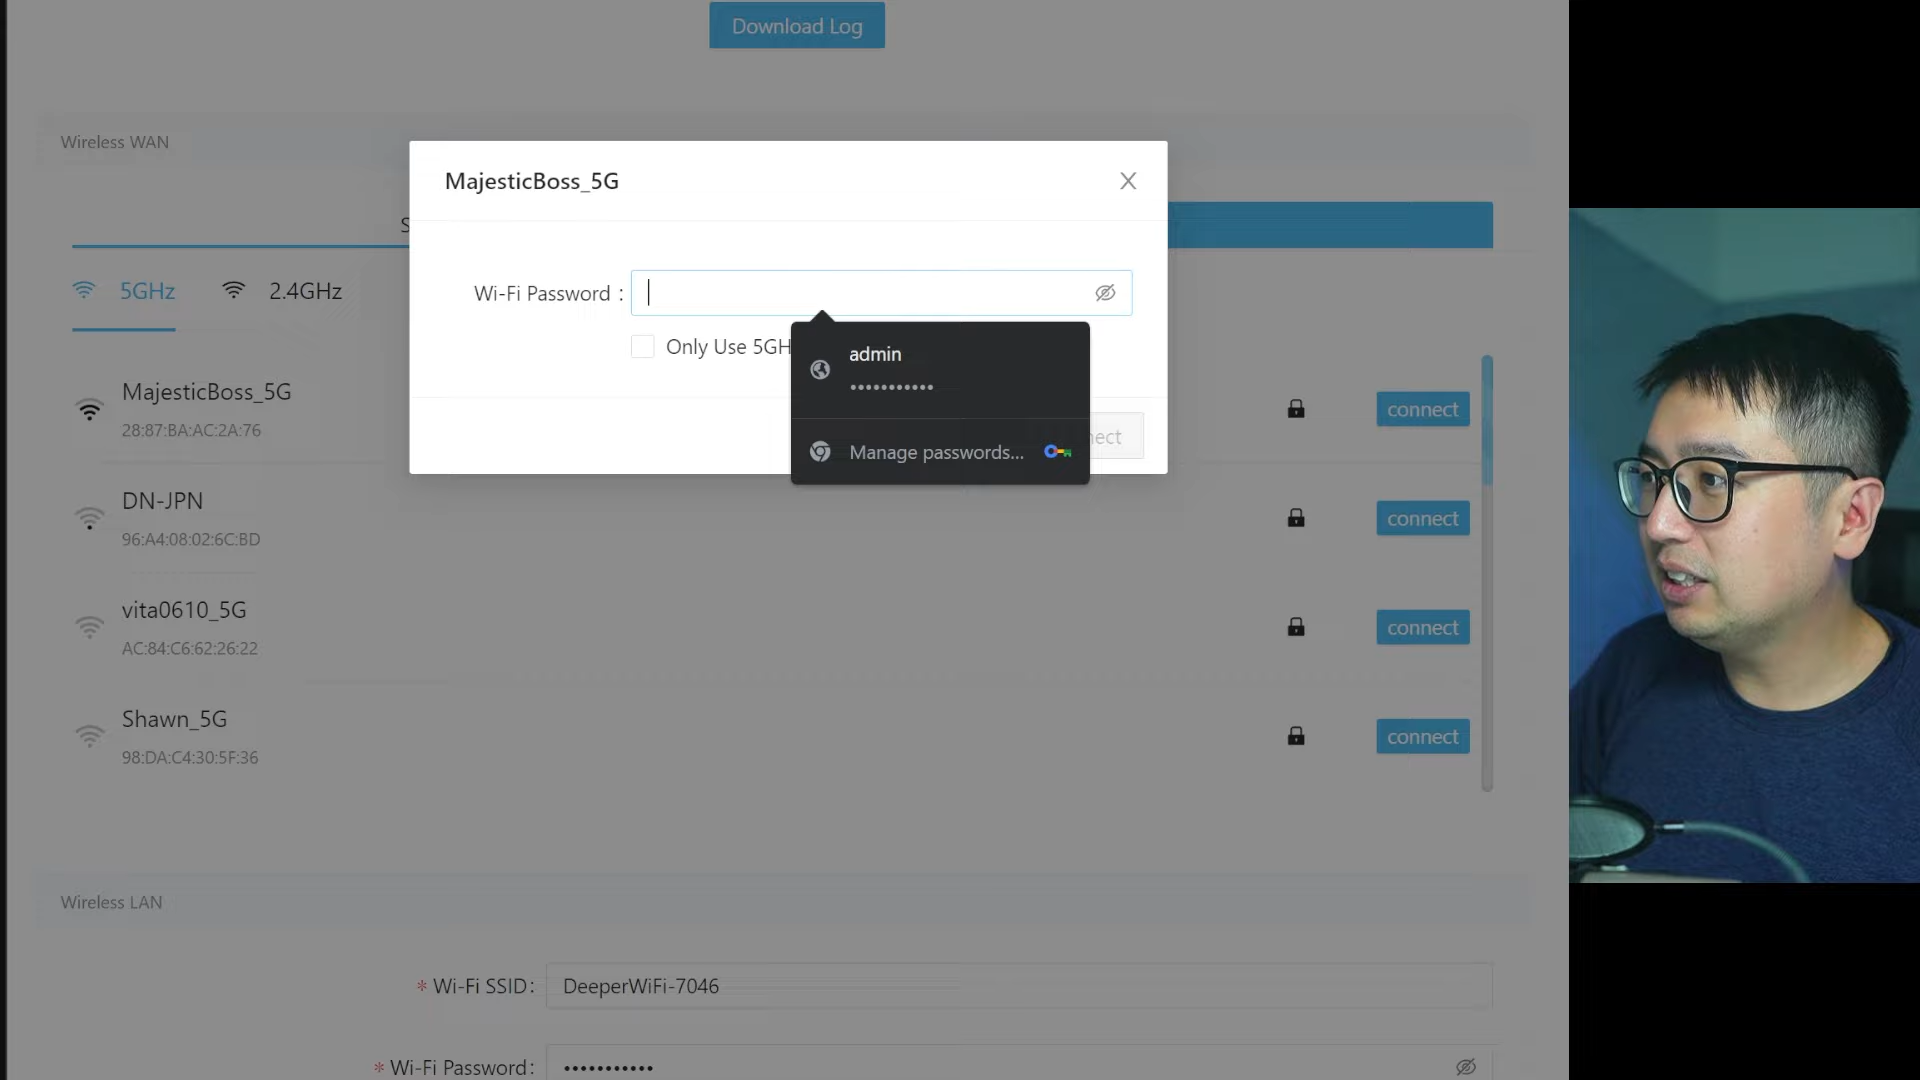 Download Log
Wireless WAN
MajesticBoss_5G
S
5GHz
2.4GHz
Wi-Fi Password :
Only Use 5GH
admin
•••••••••••
Manage passwords...
nect
MajesticBoss_5G
28:87:BA:AC:2A:76
connect
DN-JPN
96:A4:08:02:6C:BD
connect
vita0610_5G
AC:84:C6:62:26:22
connect
Shawn_5G
98:DA:C4:30:5F:36
connect
Wireless LAN
* Wi-Fi SSID: DeeperWiFi-7046
* Wi-Fi Password: •••••••••••